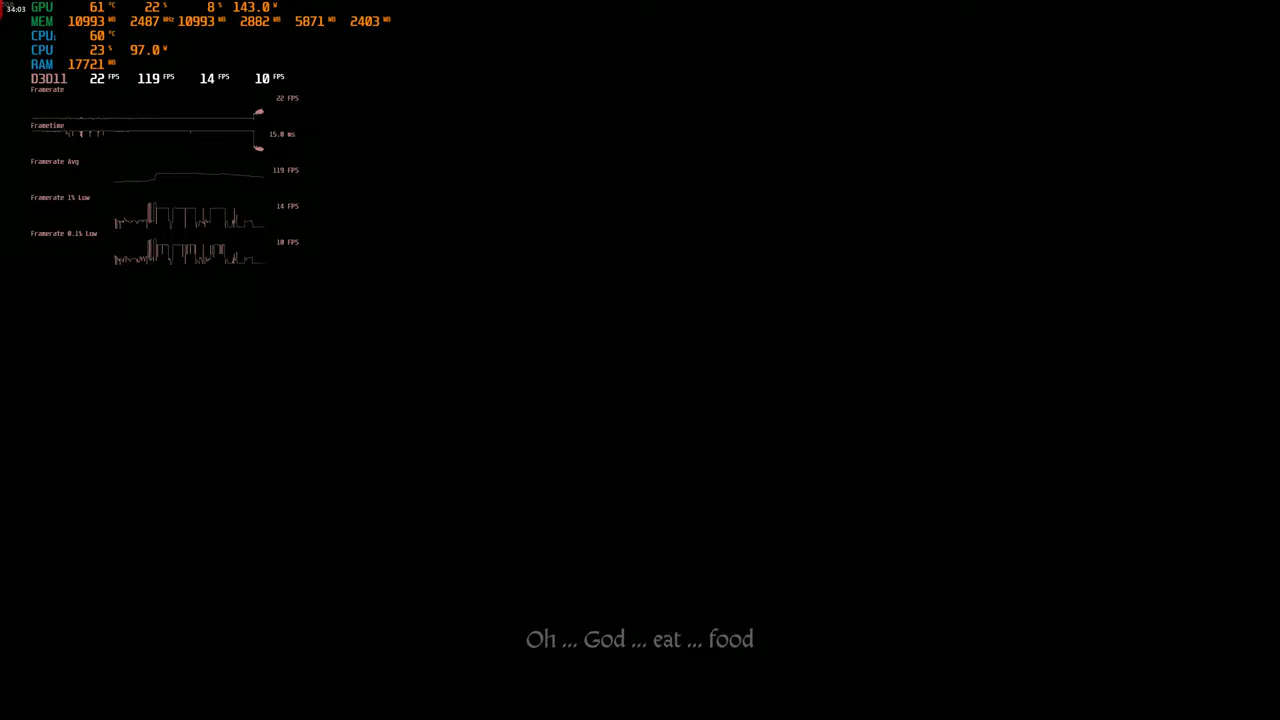 34:03
GPU 61 °C 22 % 8 % 143.0 W
MEM 10993 MB 2487 MHz 10993 MB 2882 MB 5871 MB 2403 MB
CPU 60 °C
CPU 23 % 97.0 W
RAM 17721 MB
D3D11 22 FPS 119 FPS 14 FPS 10 FPS
Framerate
22 FPS
Frametime
15.0 ms
Framerate Avg
119 FPS
Framerate 1% Low
14 FPS
Framerate 0.1% Low
10 FPS
Oh ... God ... eat ... food